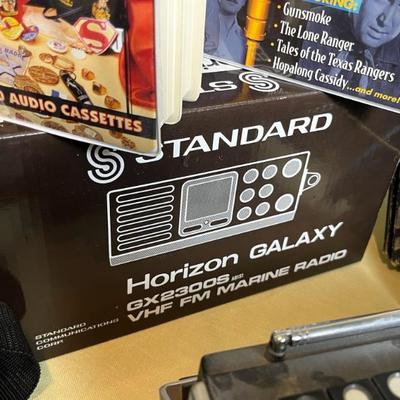 AUDIO CASSETTES
Gunsmoke
The Lone Ranger
Tales of the Texas Rangers
Hopalong Cassidy...and more!
STANDARD
Horizon GALAXY
GX2300S
VHF FM MARINE RADIO
STANDARD
COMMUNICATIONS
CORP